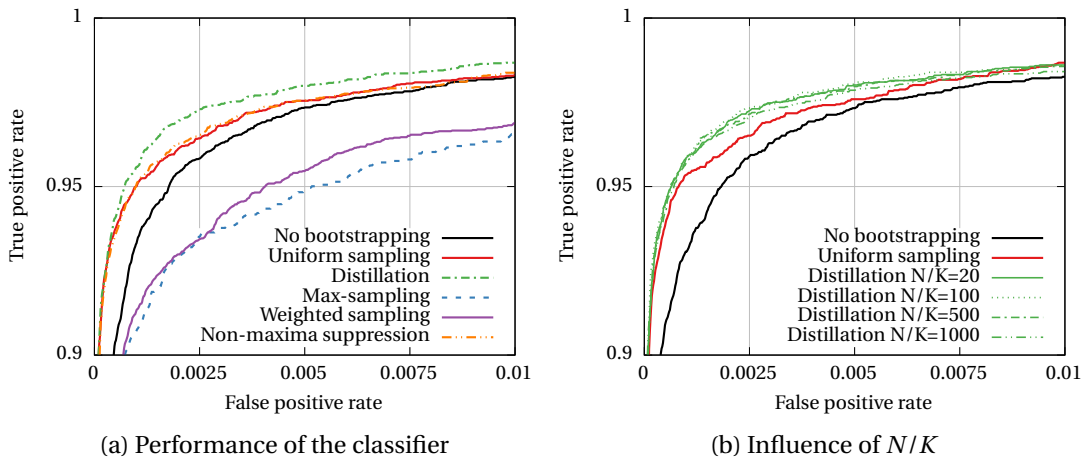 1
0.95
0.9
True positive rate
No bootstrapping
Uniform sampling
Distillation
Max-sampling
Weighted sampling
Non-maxima suppression
0 0.0025 0.005 0.0075 0.01
False positive rate
(a) Performance of the classifier
1
0.95
0.9
True positive rate
No bootstrapping
Uniform sampling
Distillation N/K=20
Distillation N/K=100
Distillation N/K=500
Distillation N/K=1000
0 0.0025 0.005 0.0075 0.01
False positive rate
(b) Influence of N/K